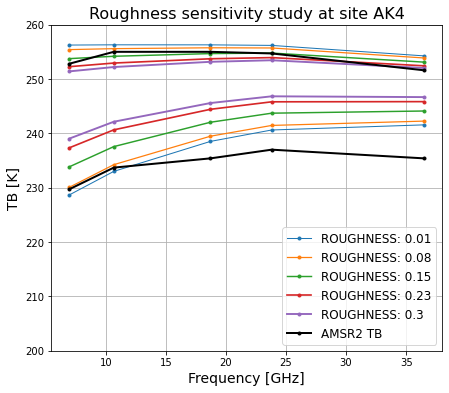 Roughness sensitivity study at site AK4
TB [K]
260
250
240
230
220
210
200
ROUGHNESS: 0.01
ROUGHNESS: 0.08
ROUGHNESS: 0.15
ROUGHNESS: 0.23
ROUGHNESS: 0.3
AMSR2 TB
10 15 20 25 30 35
Frequency [GHz]